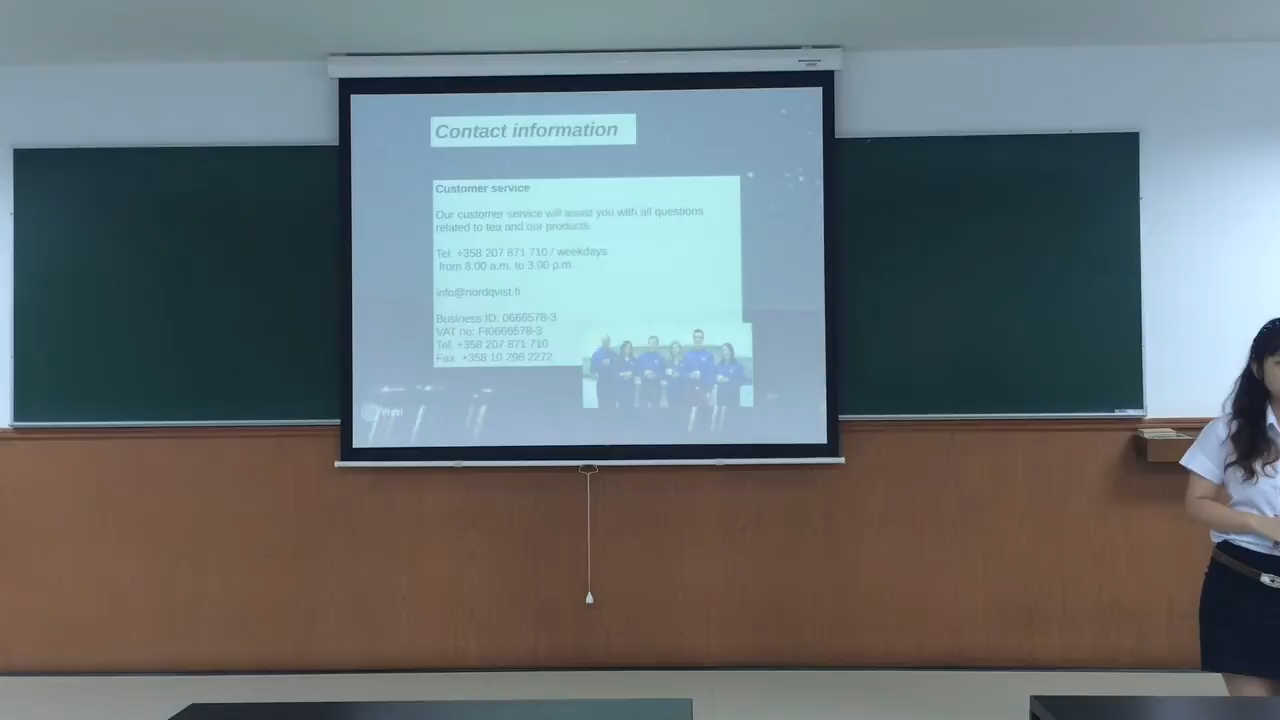 Contact information
Customer service
Our customer service will assist you with all questions
related to tea and our products.
Tel. +358 207 871 710 / weekdays
from 8.00 a.m. to 3.00 p.m.
info@nordqvist.fi
Business ID: 0666578-3
VAT no: FI0666578-3
Tel. +358 207 871 710
Fax +358 10 296 2272
Prezi